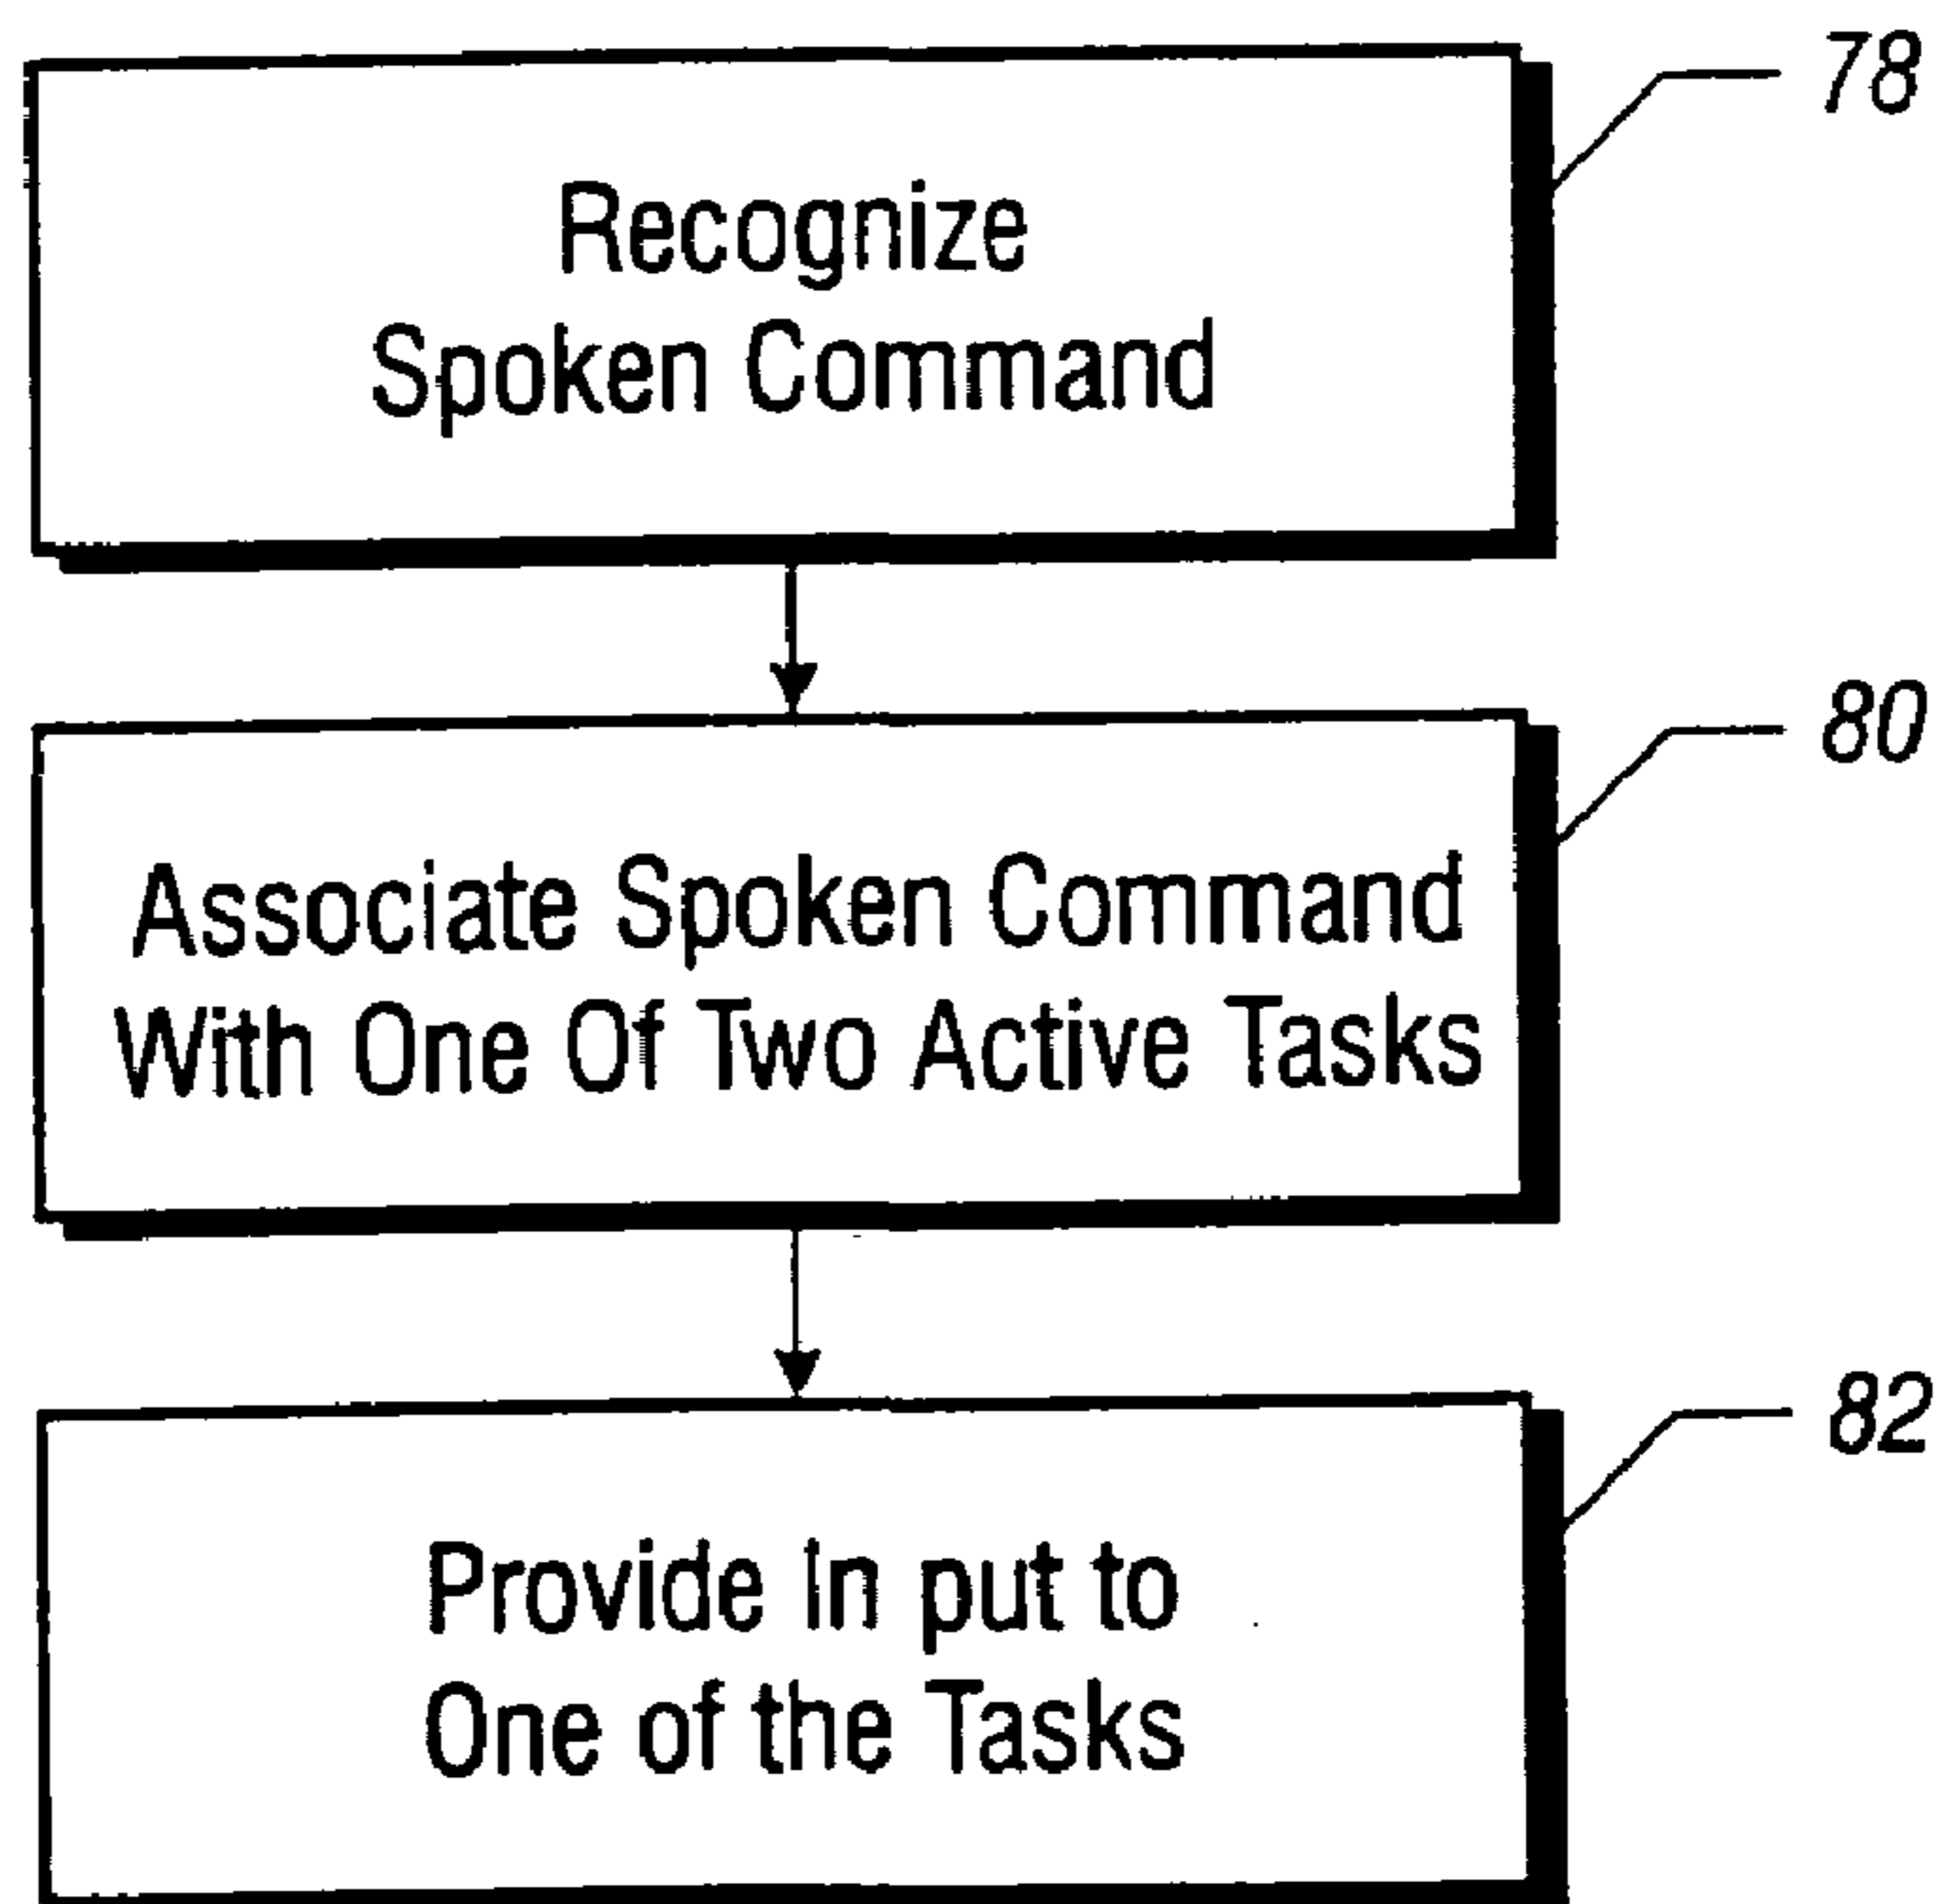 78
Recognize
Spoken Command
80
Associate Spoken Command
With One Of Two Active Tasks
82
Provide In put to
One of the Tasks